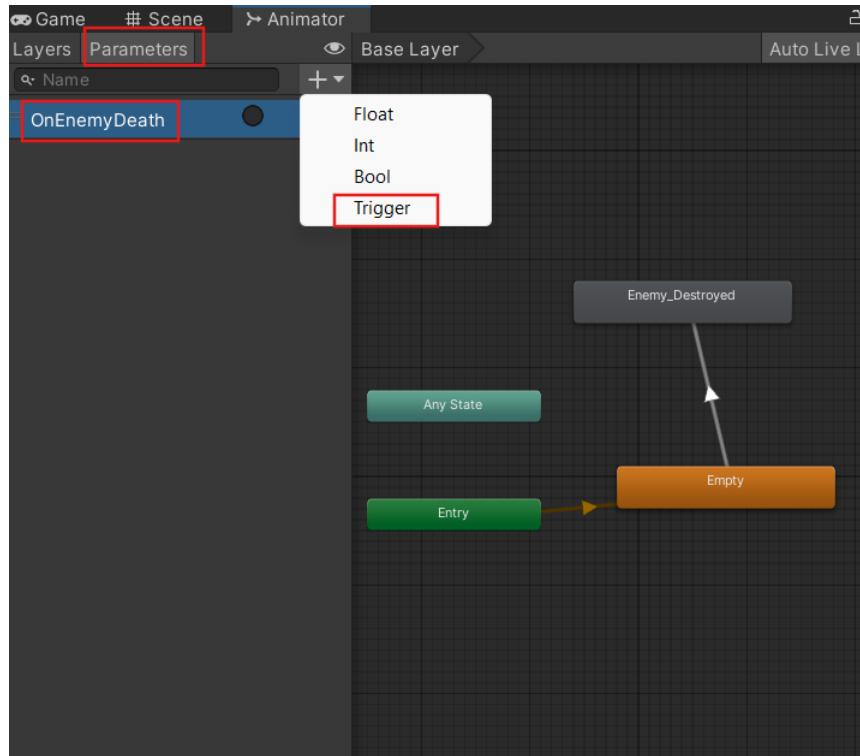 Game # Scene Animator
Layers Parameters Base Layer Auto Live
Name
OnEnemyDeath
Float
Int
Bool
Trigger
Enemy_Destroyed
Any State
Empty
Entry